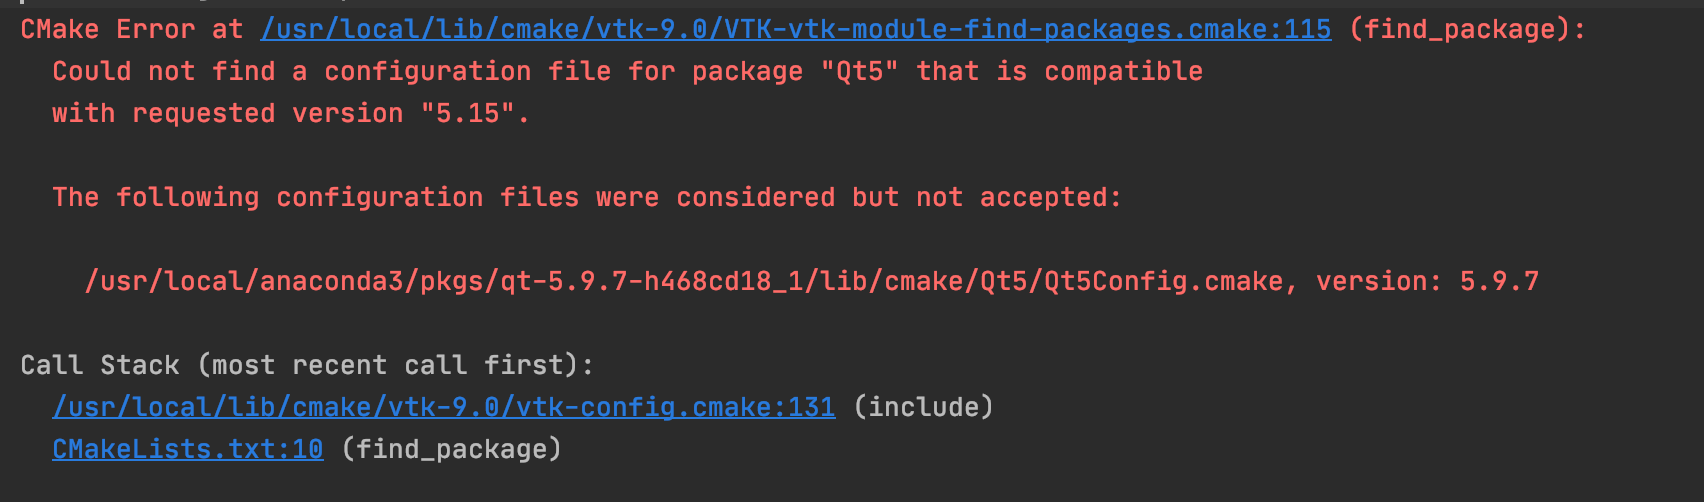 CMake Error at /usr/local/lib/cmake/vtk-9.0/VTK-vtk-module-find-packages.cmake:115 (find_package):
Could not find a configuration file for package "Qt5" that is compatible
with requested version "5.15".
The following configuration files were considered but not accepted:
/usr/local/anaconda3/pkgs/qt-5.9.7-h468cd18_1/lib/cmake/Qt5/Qt5Config.cmake, version: 5.9.7
Call Stack (most recent call first):
/usr/local/lib/cmake/vtk-9.0/vtk-config.cmake:131 (include)
CMakeLists.txt:10 (find_package)